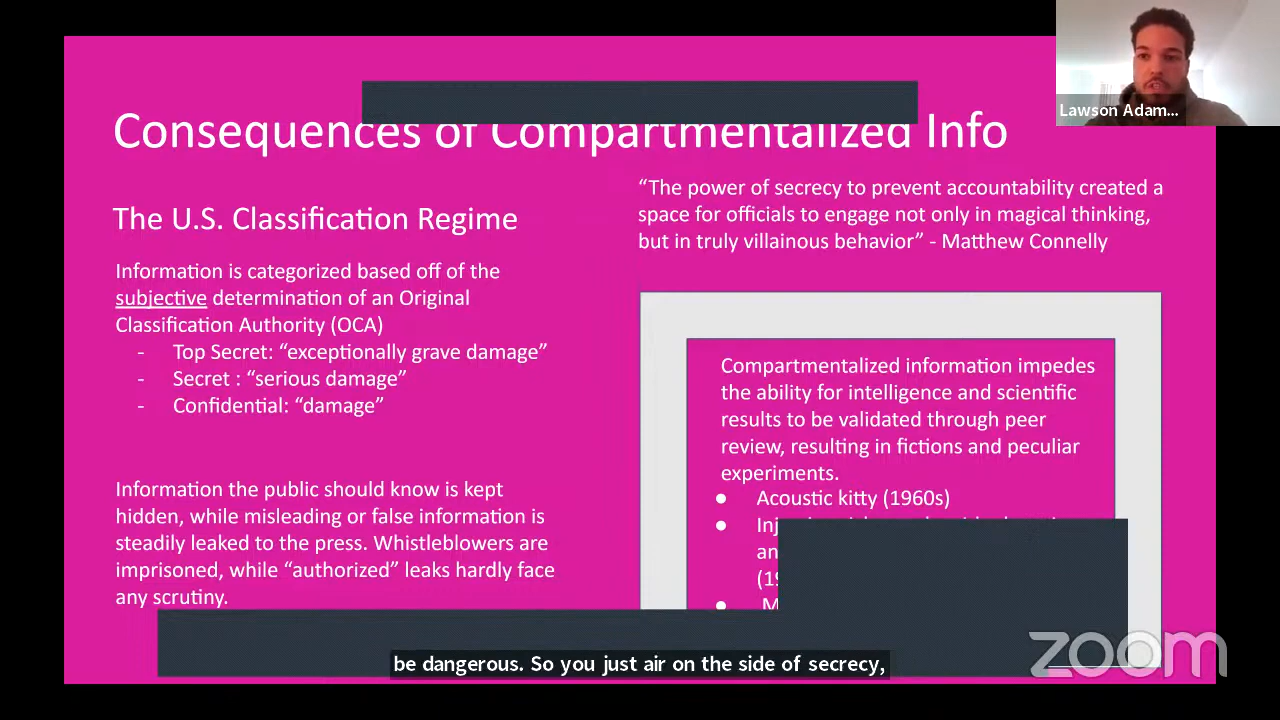 Lawson Adam...
Consequences of Compartmentalized Info
The U.S. Classification Regime
Information is categorized based off of the
subjective determination of an Original
Classification Authority (OCA)
- Top Secret: “exceptionally grave damage”
- Secret : “serious damage”
- Confidential: “damage”
Information the public should know is kept
hidden, while misleading or false information is
steadily leaked to the press. Whistleblowers are
imprisoned, while “authorized” leaks hardly face
any scrutiny.
“The power of secrecy to prevent accountability created a
space for officials to engage not only in magical thinking,
but in truly villainous behavior” - Matthew Connelly
Compartmentalized information impedes
the ability for intelligence and scientific
results to be validated through peer
review, resulting in fictions and peculiar
experiments.
● Acoustic kitty (1960s)
be dangerous. So you just air on the side of secrecy,
zoom